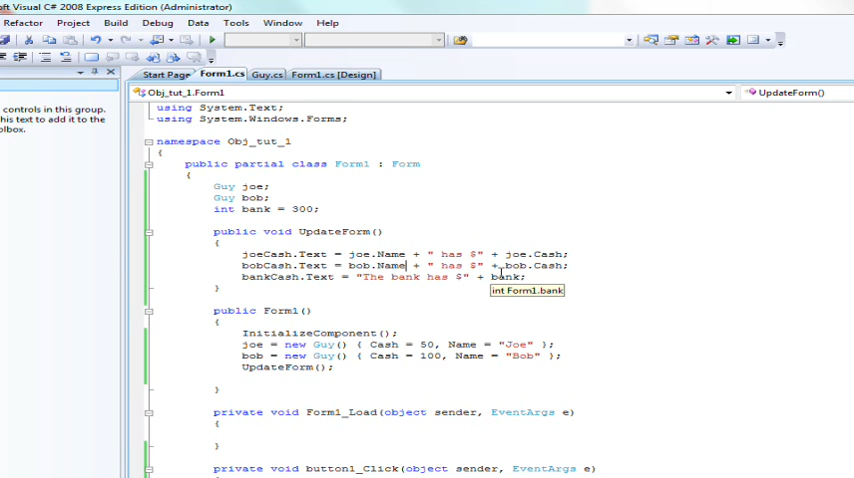 oft Visual C# 2008 Express Edition (Administrator)
Refactor Project Build Debug Data Tools Window Help
Start Page Form1.cs Guy.cs Form1.cs [Design]
Obj_tut_1.Form1 UpdateForm()
controls in this group.
his text to add it to the
olbox.
using System.Text;
using System.Windows.Forms;
namespace Obj_tut_1
{
public partial class Form1 : Form
{
Guy joe;
Guy bob;
int bank = 300;
public void UpdateForm()
{
joeCash.Text = joe.Name + " has $" + joe.Cash;
bobCash.Text = bob.Name + " has $" + bob.Cash;
bankCash.Text = "The bank has $" + bank;
int Form1.bank
}
public Form1()
{
InitializeComponent();
joe = new Guy() { Cash = 50, Name = "Joe" };
bob = new Guy() { Cash = 100, Name = "Bob" };
UpdateForm();
}
private void Form1_Load(object sender, EventArgs e)
{
}
private void button1_Click(object sender, EventArgs e)